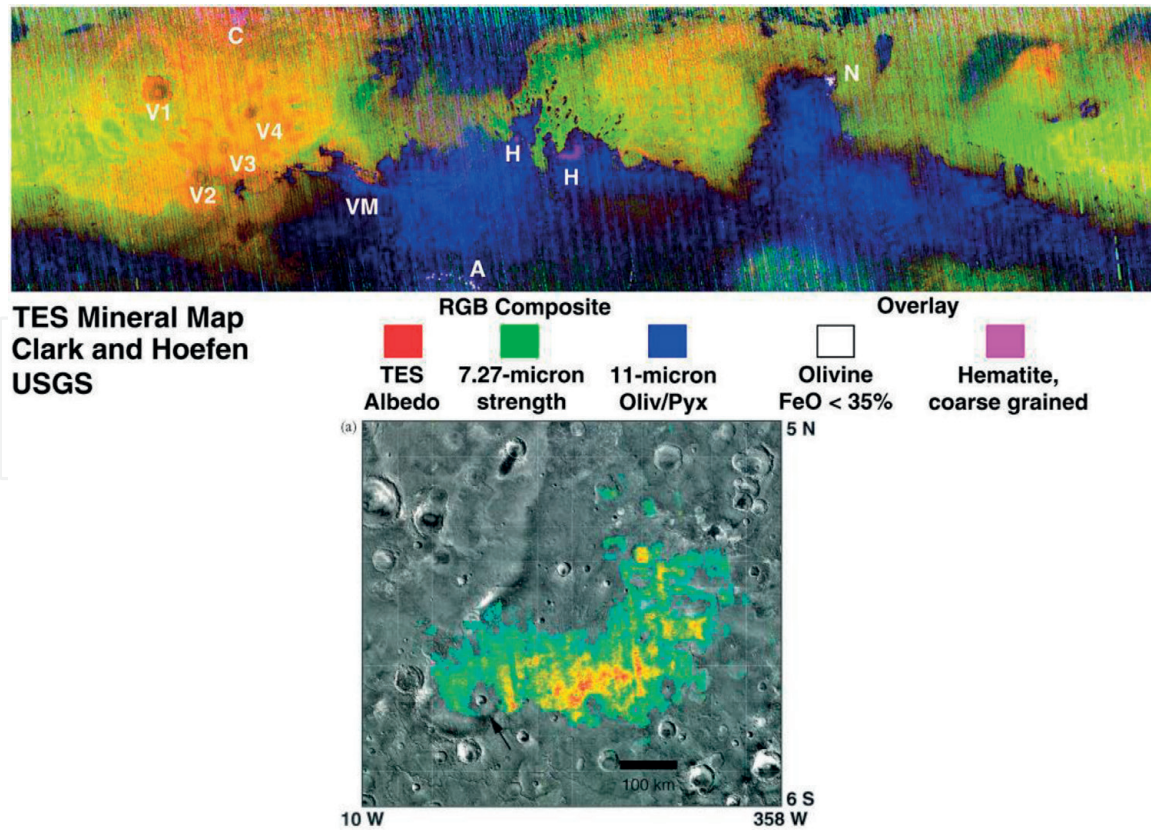 C
V1
V4
V3
V2
VM
H
H
N
A
TES Mineral Map
Clark and Hoefen
USGS
RGB Composite
Overlay
TES
Albedo
7.27-micron
strength
11-micron
Oliv/Pyx
Olivine
FeO < 35%
Hematite,
coarse grained
(a)
5 N
100 km
6 S
10 W
358 W